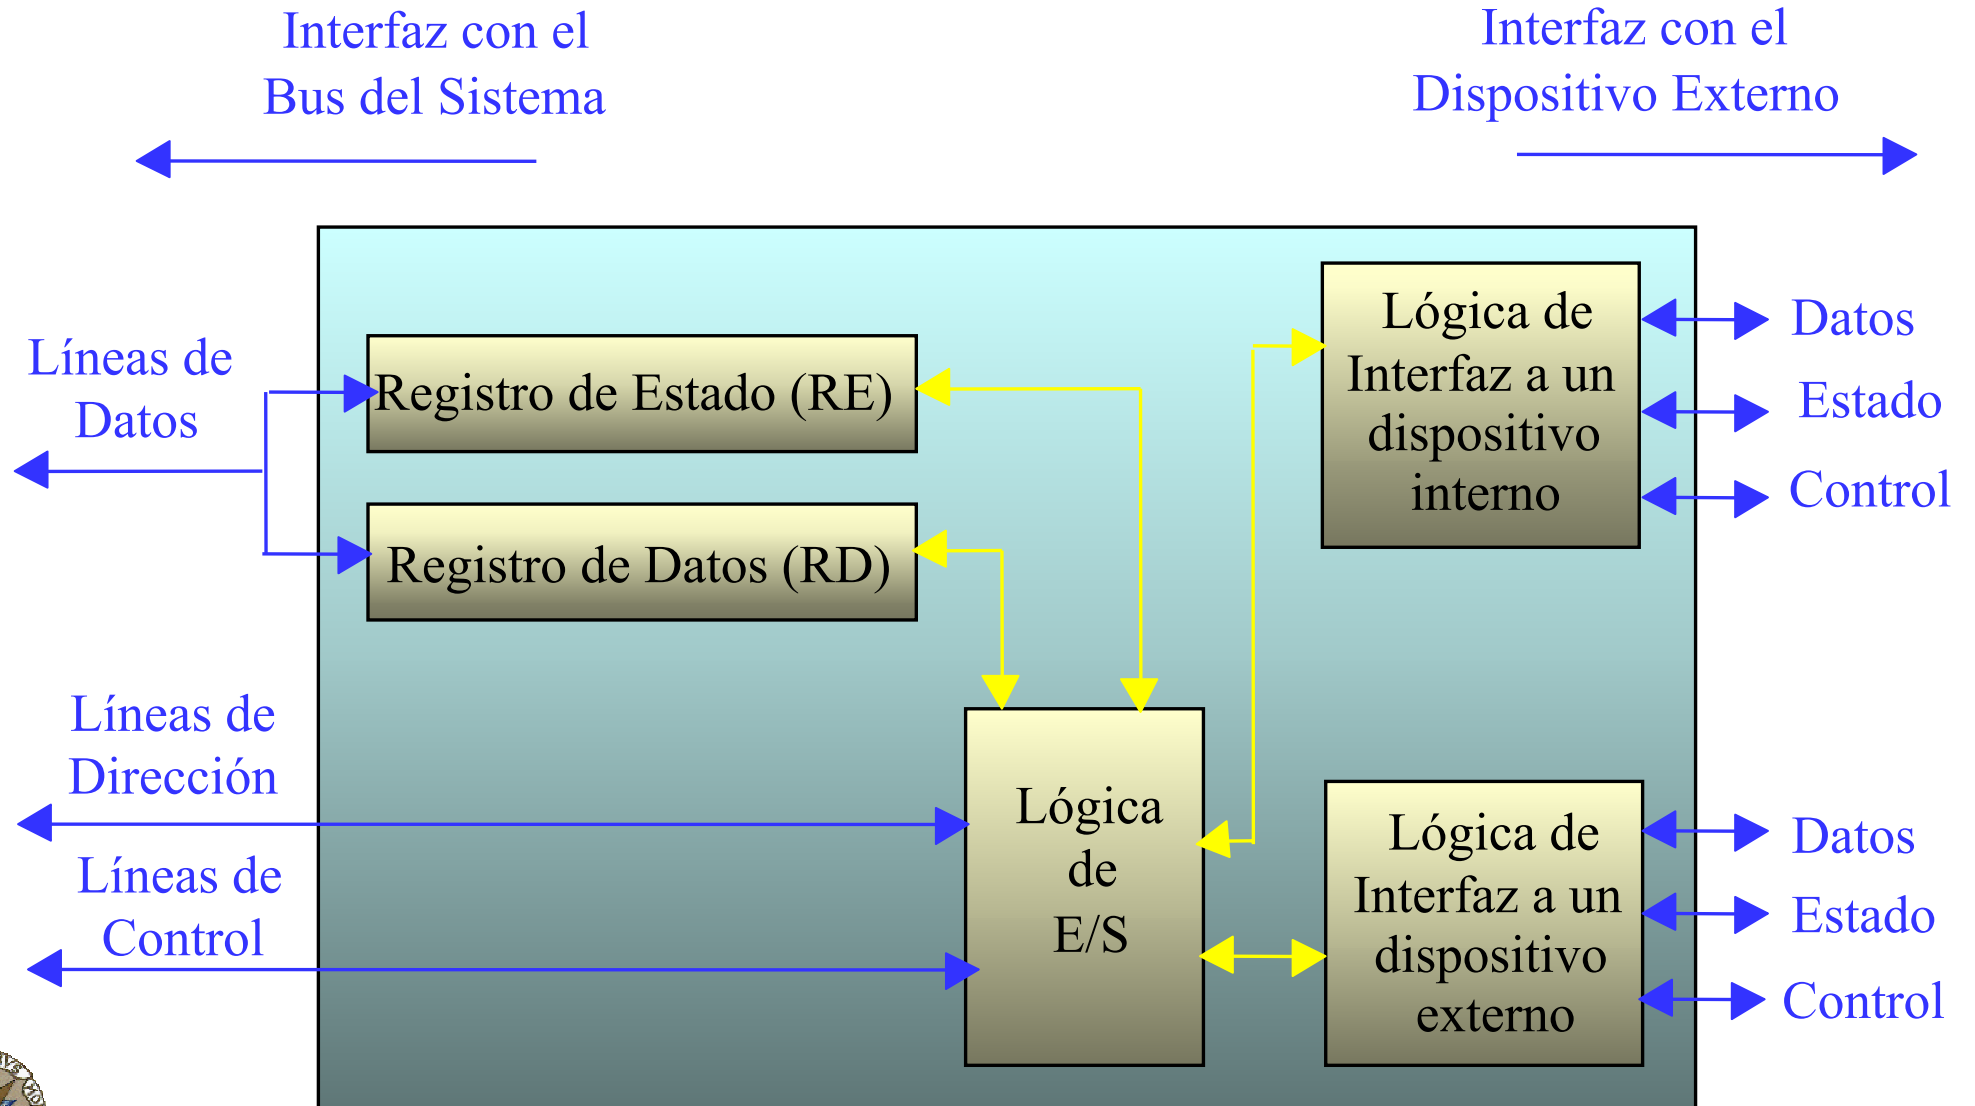 Interfaz con el
Bus del Sistema
Interfaz con el
Dispositivo Externo
Líneas de
Datos
Registro de Estado (RE)
Registro de Datos (RD)
Lógica de
Interfaz a un
dispositivo
interno
Datos
Estado
Control
Líneas de
Dirección
Líneas de
Control
Lógica
de
E/S
Lógica de
Interfaz a un
dispositivo
externo
Datos
Estado
Control